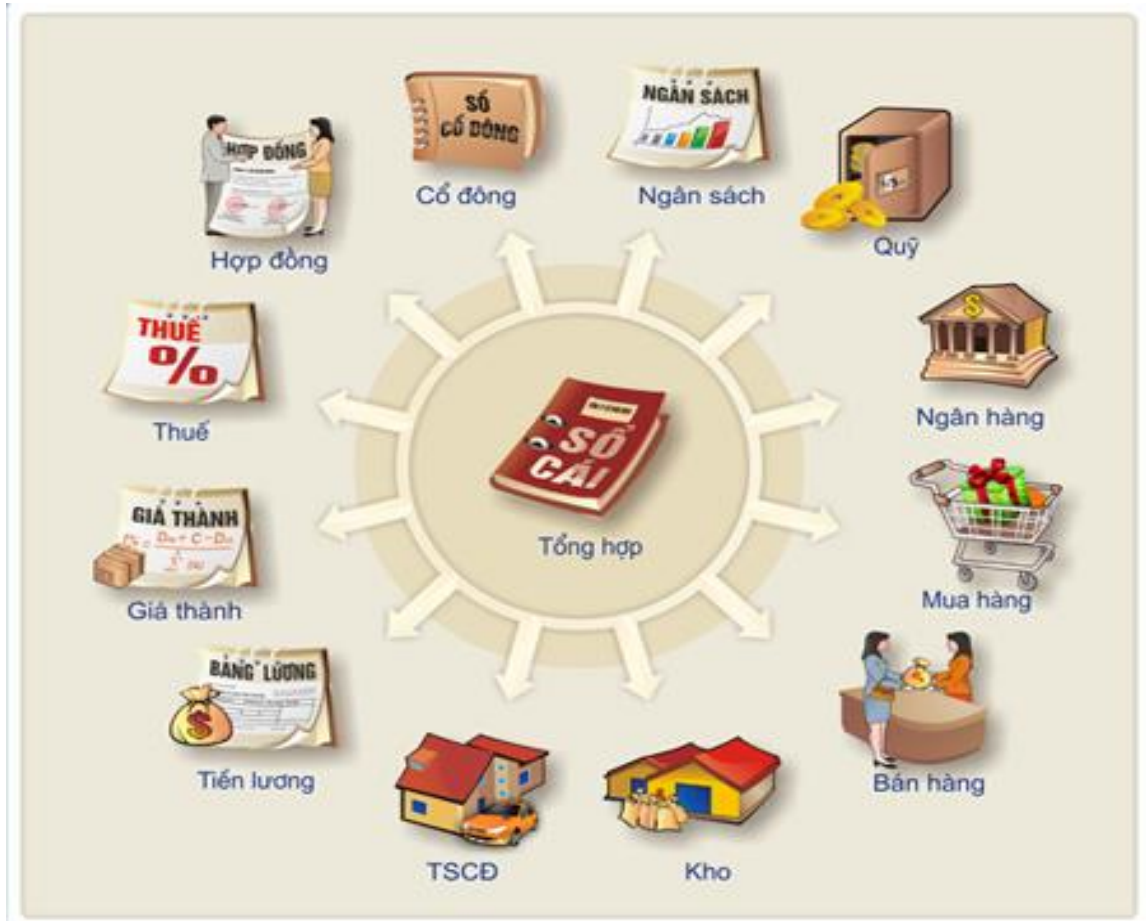 SỔ
CỔ ĐÔNG
Cổ đông
NGÂN SÁCH
Ngân sách
Quỹ
HỢP ĐỒNG
Hợp đồng
THUẾ
%
Thuế
$
Ngân hàng
SỔ
CÁI
Tổng hợp
GIÁ THÀNH
Giá thành
Mua hàng
BẢNG LƯƠNG
$
Tiền lương
$
Bán hàng
TSCĐ
Kho